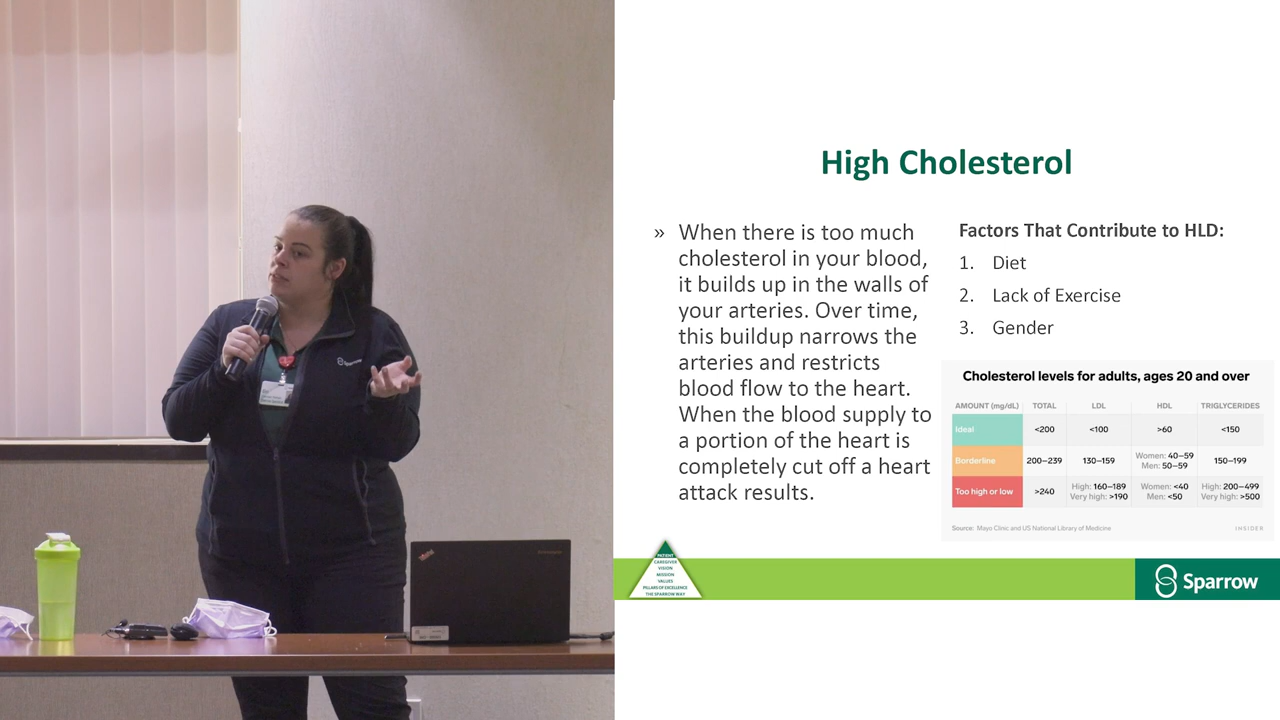 High Cholesterol
» When there is too much
cholesterol in your blood,
it builds up in the walls of
your arteries. Over time,
this buildup narrows the
arteries and restricts
blood flow to the heart.
When the blood supply to
a portion of the heart is
completely cut off a heart
attack results.
Factors That Contribute to HLD:
1. Diet
2. Lack of Exercise
3. Gender
Cholesterol levels for adults, ages 20 and over
AMOUNT (mg/dL) TOTAL LDL HDL TRIGLYCERIDES
Ideal <200 <100 >60 <150
Borderline 200–239 130–159 Women: 40–59 Men: 50–59 150–199
Too high or low >240 High: 160–189 Very high: >190 Women: <40 Men: <50 High: 200–499 Very high: >500
Source: Mayo Clinic and US National Library of Medicine
INSIDER
PATIENT
CAREGIVER
VISION
MISSION
VALUES
PILLARS OF EXCELLENCE
THE SPARROW WAY
Sparrow
Sparrow